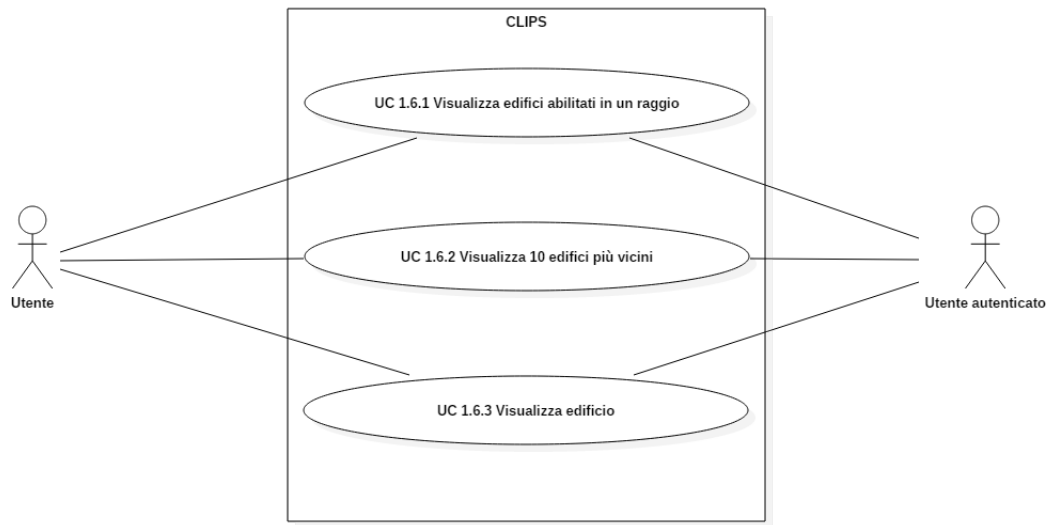 CLIPS
UC 1.6.1 Visualizza edifici abilitati in un raggio
UC 1.6.2 Visualizza 10 edifici più vicini
Utente
Utente autenticato
UC 1.6.3 Visualizza edificio